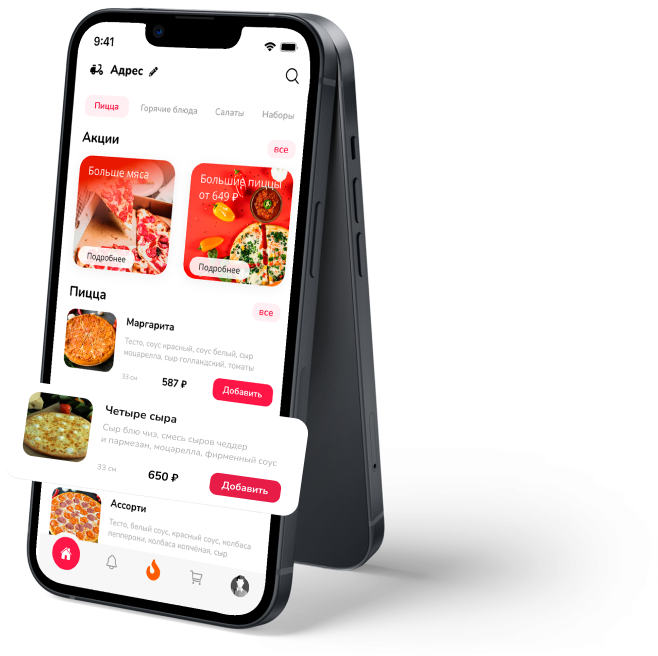 9:41
Адрес
Пицца
Горячие блюда
Салаты
Наборы
Акции
все
Больше мяса
Подробнее
Большие пиццы
от 649 ₽
Подробнее
Пицца
все
Маргарита
Тесто, соус красный, соус белый, сыр
моцарелла, сыр голландский, томаты
33 см
587 ₽
Добавить
Четыре сыра
Сыр блю чиз, смесь сыров чеддер
и пармезан, моцарелла, фирменный соус
33 см
650 ₽
Добавить
Ассорти
Тесто, белый соус, красный соус, колбаса
пепперони, колбаса копчёная, сыр